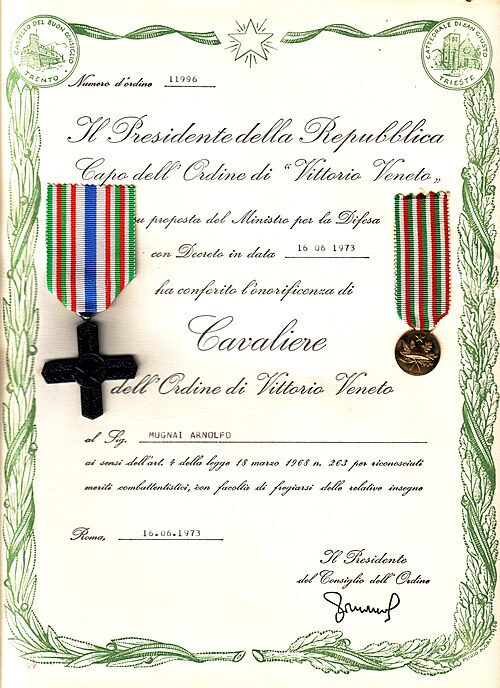 CASTELLO DEL BUON CONSIGLIO
TRENTO
CATTEDRALE DI SAN GIUSTO
TRIESTE
Numero d'ordine 11996
Il Presidente della Repubblica
Capo dell'Ordine di "Vittorio Veneto"
su proposta del Ministro per la Difesa
con Decreto in data 16 06 1973
ha conferito l'onorificenza di
Cavaliere
dell'Ordine di Vittorio Veneto
al Sig. MUGNAI ARNOLFO
ai sensi dell'art. 4 della legge 18 marzo 1968 n. 263 per riconosciuti
meriti combattentistici, con facoltà di fregiarsi delle relative insegne
Roma, 16.06.1973
Il Presidente
del Consiglio dell'Ordine